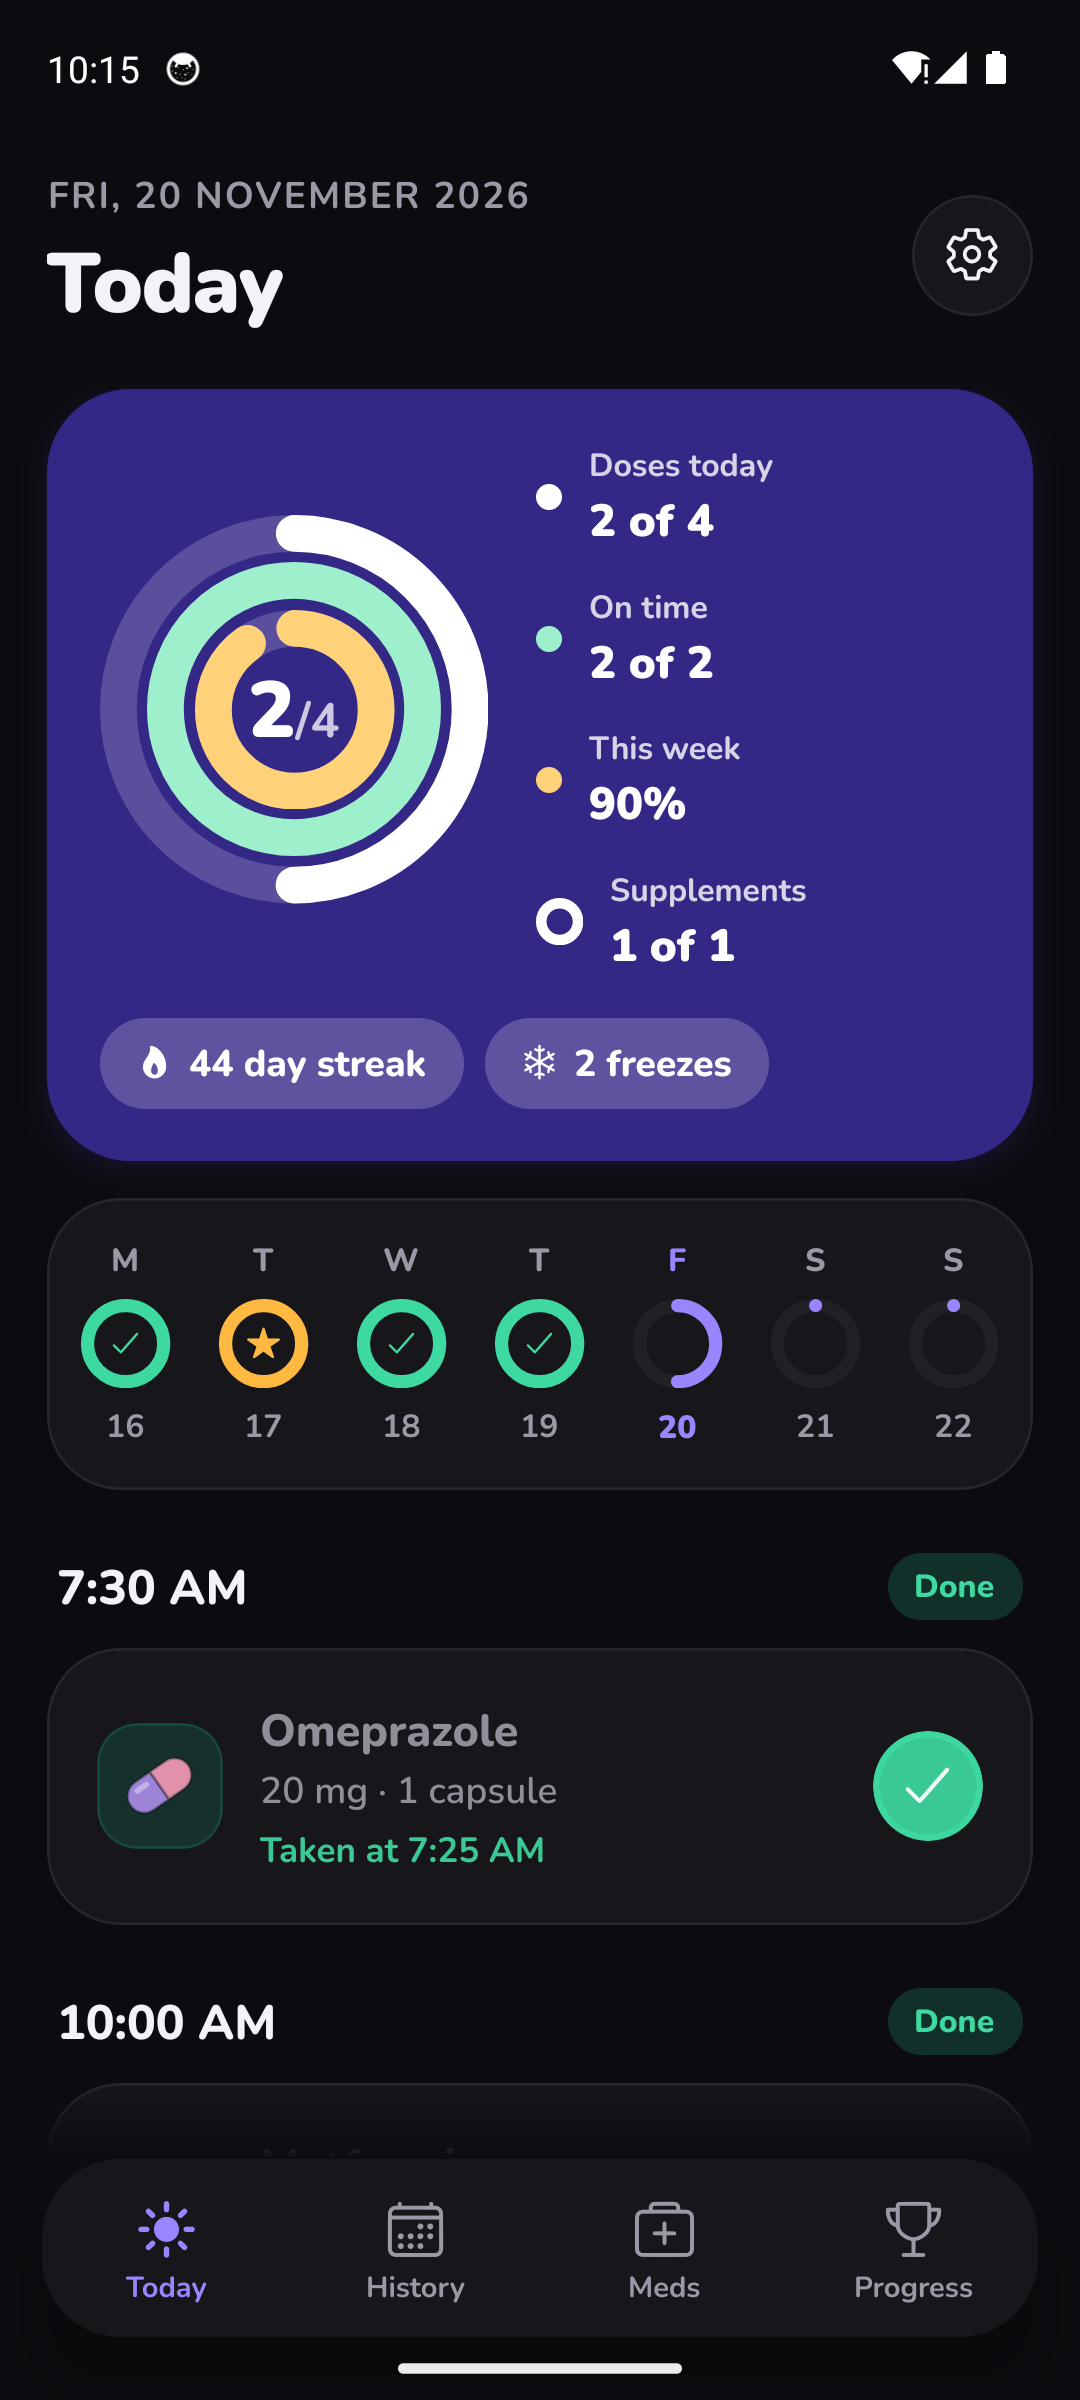 10:15
FRI, 20 NOVEMBER 2026
Today
Doses today
2 of 4
On time
2 of 2
2/4
This week
90%
Supplements
1 of 1
44 day streak
2 freezes
M T W T F S S
16 17 18 19 20 21 22
7:30 AM
Done
Omeprazole
20 mg · 1 capsule
Taken at 7:25 AM
10:00 AM
Done
Today
History
Meds
Progress